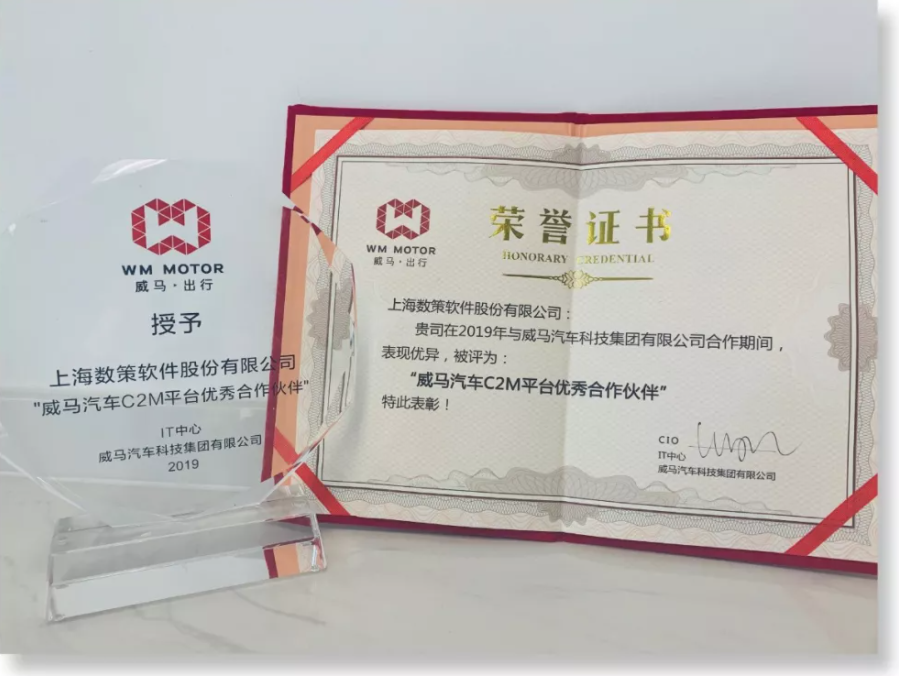 WM MOTOR
威马·出行
授予
上海数策软件股份有限公司
"威马汽车C2M平台优秀合作伙伴"
IT中心
威马汽车科技集团有限公司
2019
WM MOTOR
威马·出行
荣誉证书
HONORARY CREDENTIAL
上海数策软件股份有限公司：
贵司在2019年与威马汽车科技集团有限公司合作期间，
表现优异，被评为：
“威马汽车C2M平台优秀合作伙伴”
特此表彰！
CIO
IT中心
威马汽车科技集团有限公司